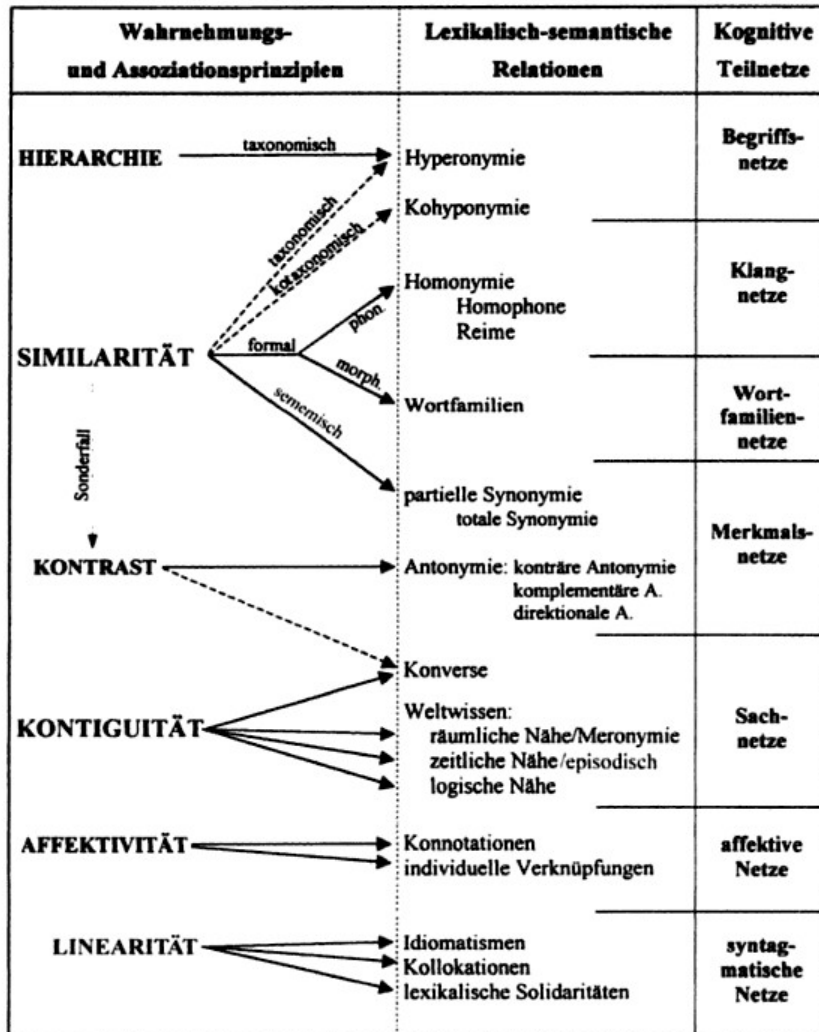 Wahrnehmungs-
und Assoziationsprinzipien
Lexikalisch-semantische
Relationen
Kognitive
Teilnetze
HIERARCHIE
taxonomisch
Hyperonymie
Begriffs-
netze
taxonomisch
kotaxonomisch
Kohyponymie
SIMILARITÄT
formal
phon.
morph.
sememisch
Homonymie
Homophone
Reime
Klang-
netze
Wortfamilien
Wort-
familien-
netze
partielle Synonymie
totale Synonymie
Sonderfall
KONTRAST
Antonymie: konträre Antonymie
komplementäre A.
direktionale A.
Merkmals-
netze
KONTIGUITÄT
Konverse
Weltwissen:
räumliche Nähe/Meronymie
zeitliche Nähe/episodisch
logische Nähe
Sach-
netze
AFFEKTIVITÄT
Konnotationen
individuelle Verknüpfungen
affektive
Netze
LINEARITÄT
Idiomatismen
Kollokationen
lexikalische Solidaritäten
syntag-
matische
Netze